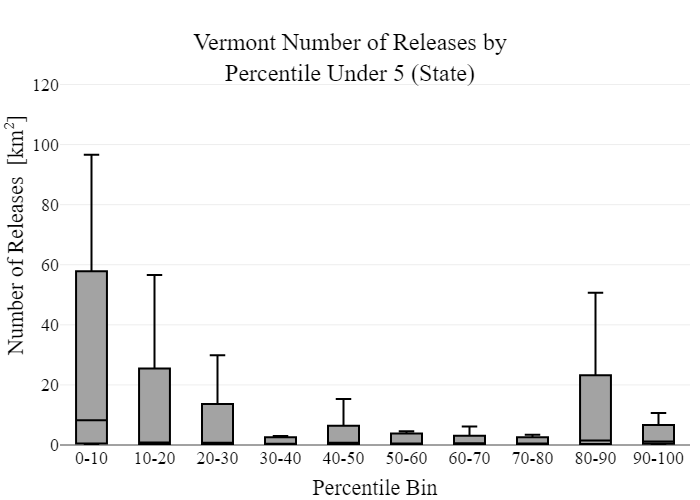 Vermont Number of Releases by
Percentile Under 5 (State)
Number of Releases [km²]
120
100
80
60
40
20
0
0-10 10-20 20-30 30-40 40-50 50-60 60-70 70-80 80-90 90-100
Percentile Bin